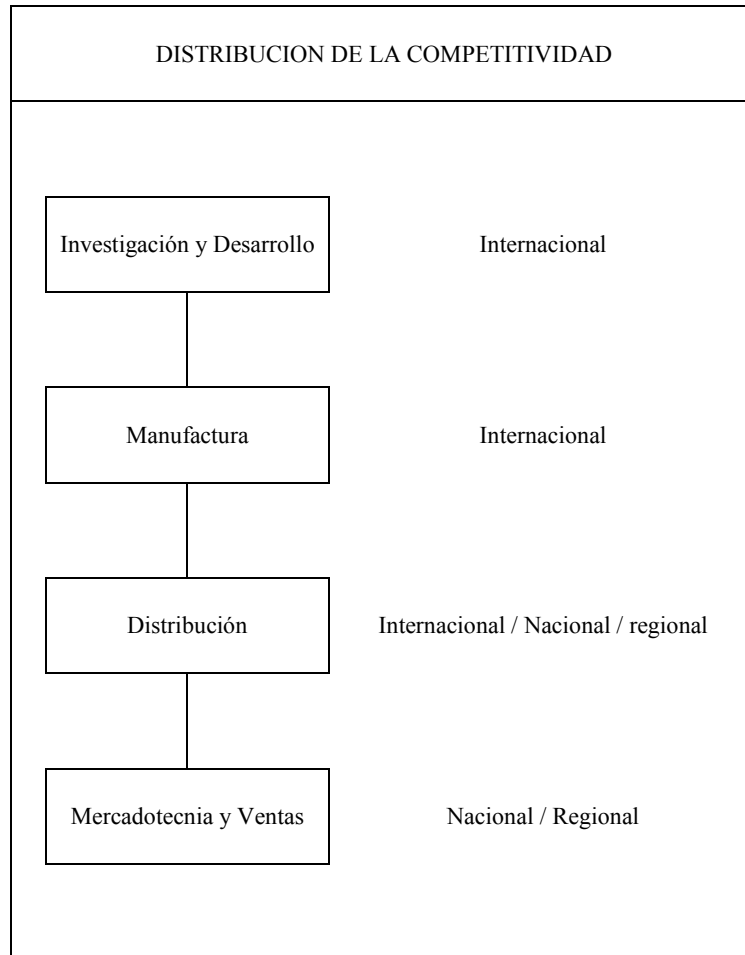 DISTRIBUCION DE LA COMPETITIVIDAD
Investigación y Desarrollo
Internacional
Manufactura
Internacional
Distribución
Internacional / Nacional / regional
Mercadotecnia y Ventas
Nacional / Regional